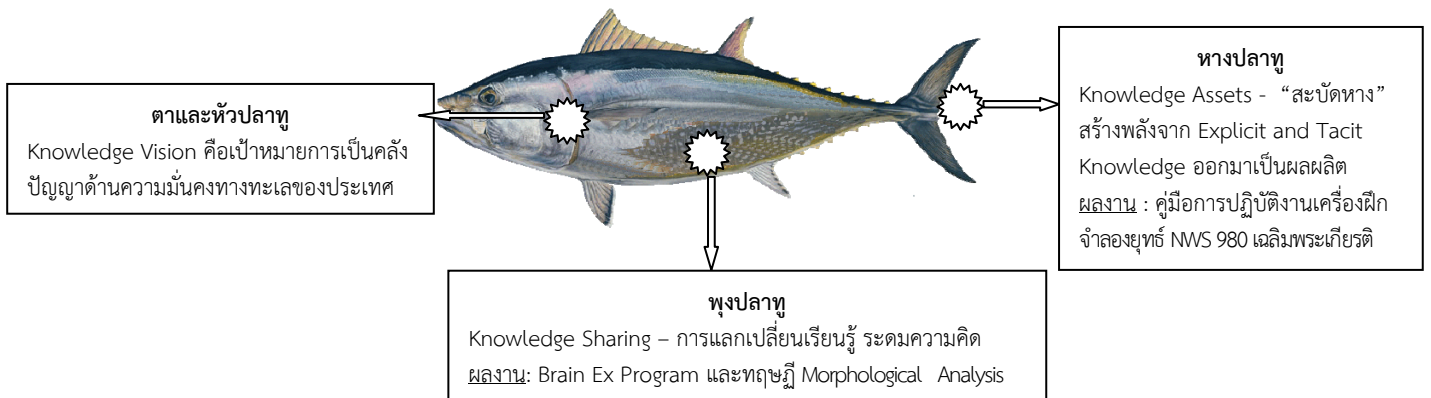 ตาและหัวปลาทู
Knowledge Vision คือเป้าหมายการเป็นคลัง
ปัญญาด้านความมั่นคงทางทะเลของประเทศ
พุงปลาทู
Knowledge Sharing – การแลกเปลี่ยนเรียนรู้ ระดมความคิด
ผลงาน: Brain Ex Program และทฤษฎี Morphological Analysis
หางปลาทู
Knowledge Assets - “สะบัดหาง”
สร้างพลังจาก Explicit and Tacit
Knowledge ออกมาเป็นผลผลิต
ผลงาน : คู่มือการปฏิบัติงานเครื่องฝึก
จำลองยุทธ์ NWS 980 เฉลิมพระเกียรติ